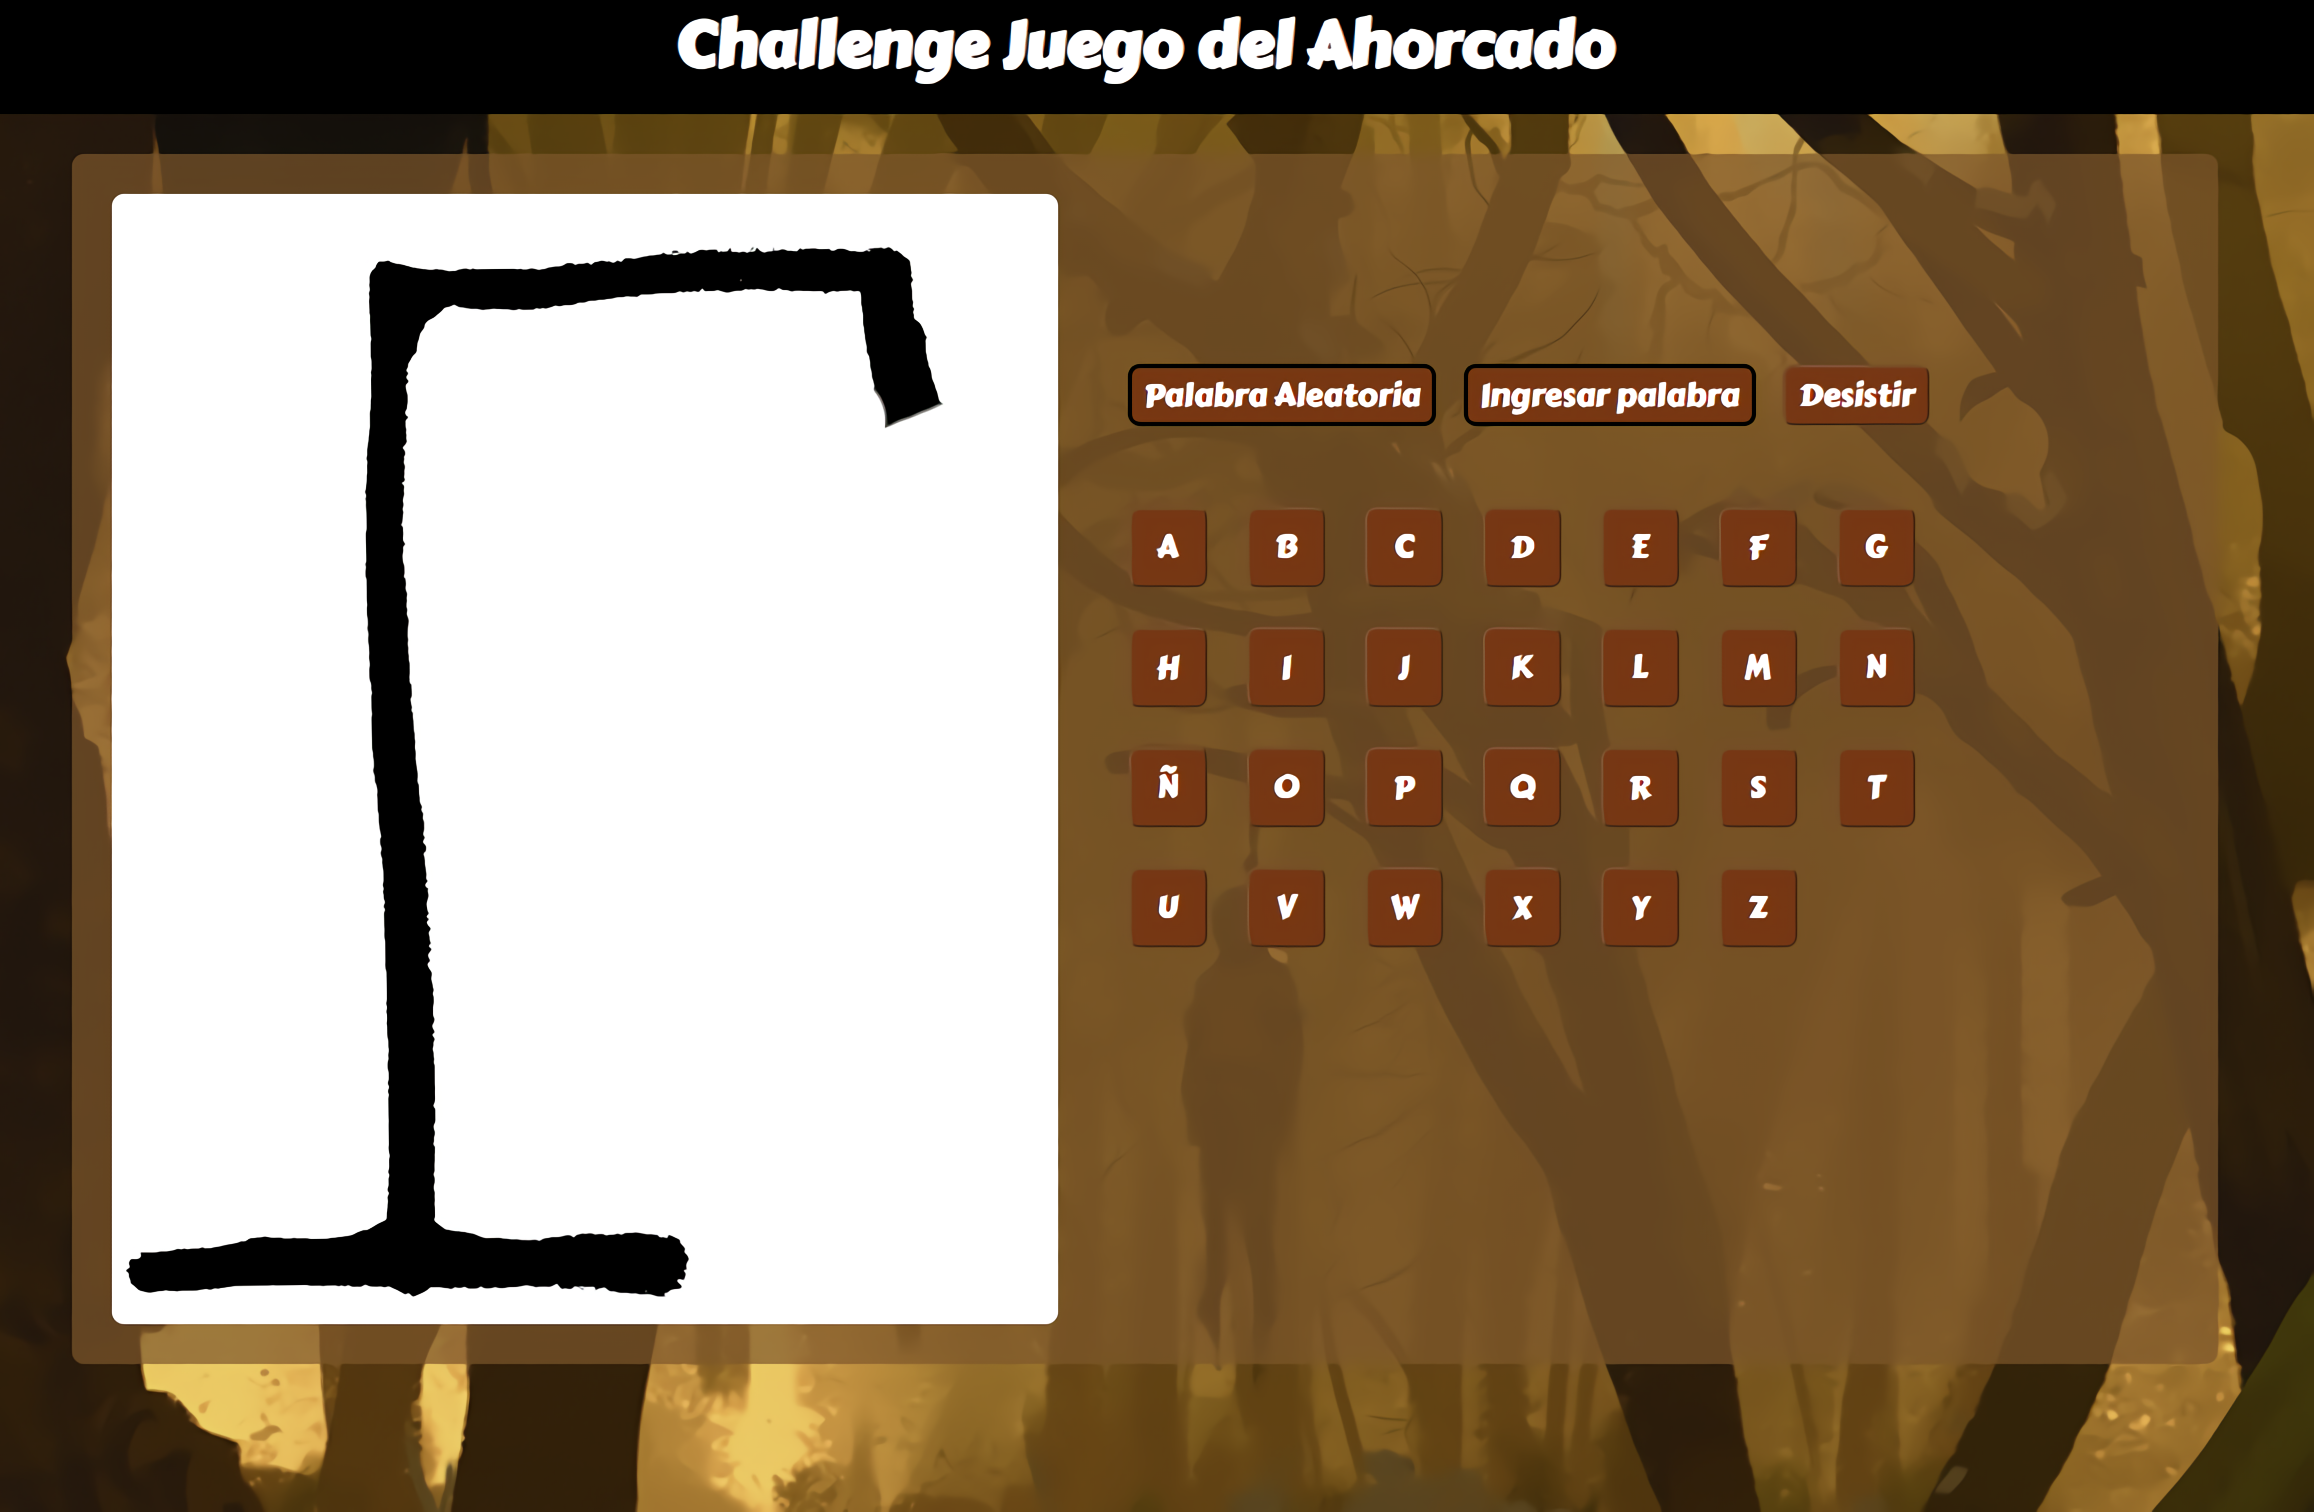 Challenge Juego del Ahorcado
Palabra Aleatoria Ingresar palabra Desistir
A B C D E F G
H I J K L M N
Ñ O P Q R S T
U V W X Y Z